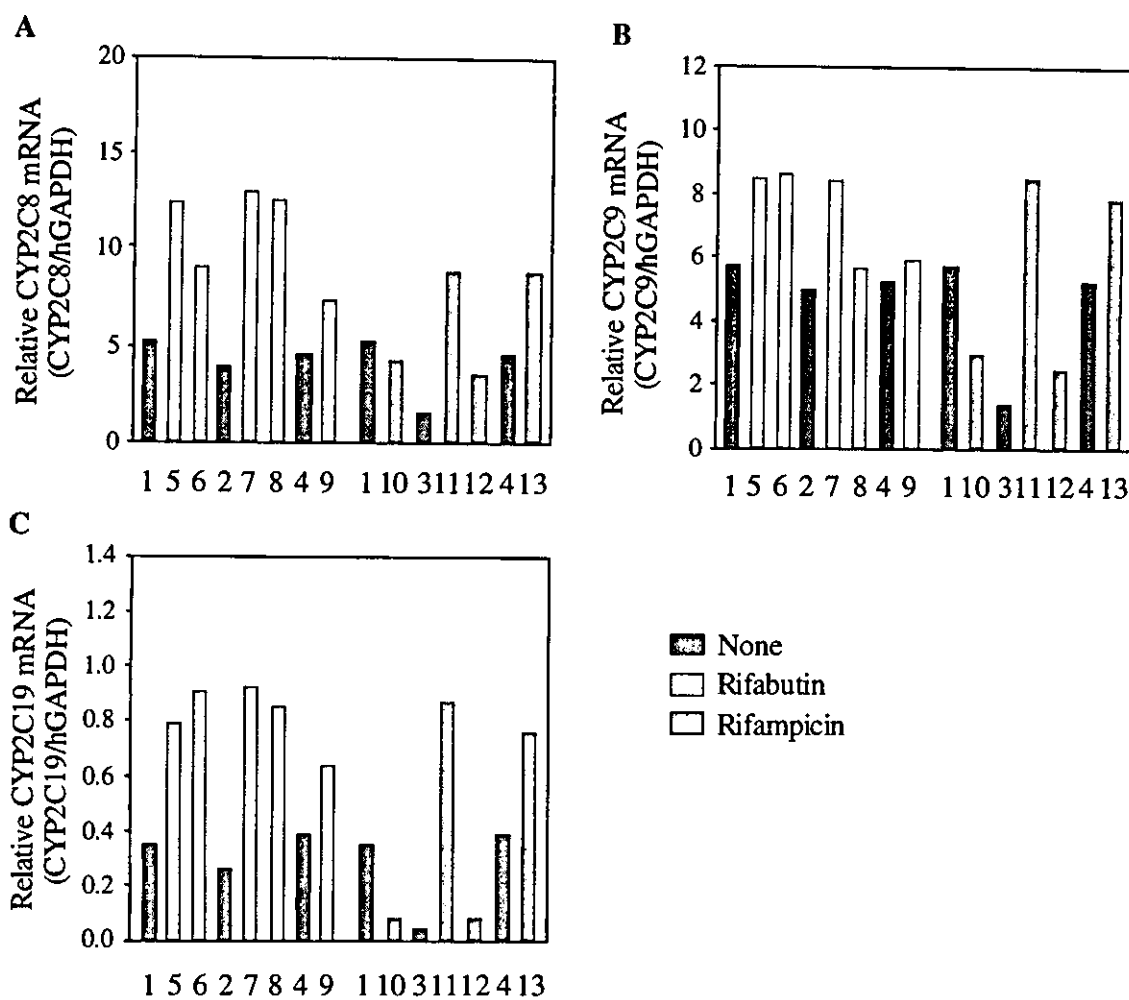 A
Relative CYP2C8 mRNA
(CYP2C8/hGAPDH)
20
15
10
5
0
1 5 6 2 7 8 4 9 1 10 3 11 12 4 13
B
Relative CYP2C9 mRNA
(CYP2C9/hGAPDH)
12
10
8
6
4
2
0
1 5 6 2 7 8 4 9 1 10 3 11 12 4 13
C
Relative CYP2C19 mRNA
(CYP2C19/hGAPDH)
1.4
1.2
1.0
0.8
0.6
0.4
0.2
0.0
1 5 6 2 7 8 4 9 1 10 3 11 12 4 13
None
Rifabutin
Rifampicin